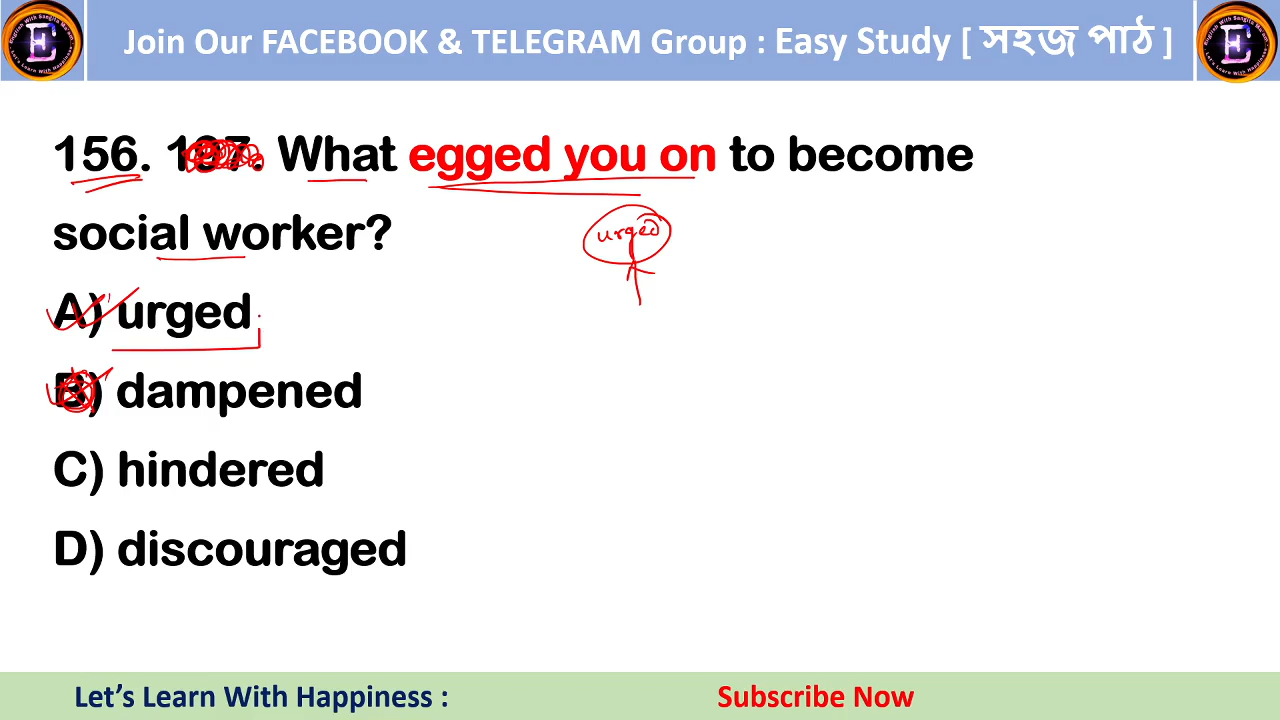 Join Our FACEBOOK & TELEGRAM Group : Easy Study [ সহজ পাঠ ]
156. What egged you on to become
social worker?
urged
A) urged
B) dampened
C) hindered
D) discouraged
Let's Learn With Happiness :
Subscribe Now